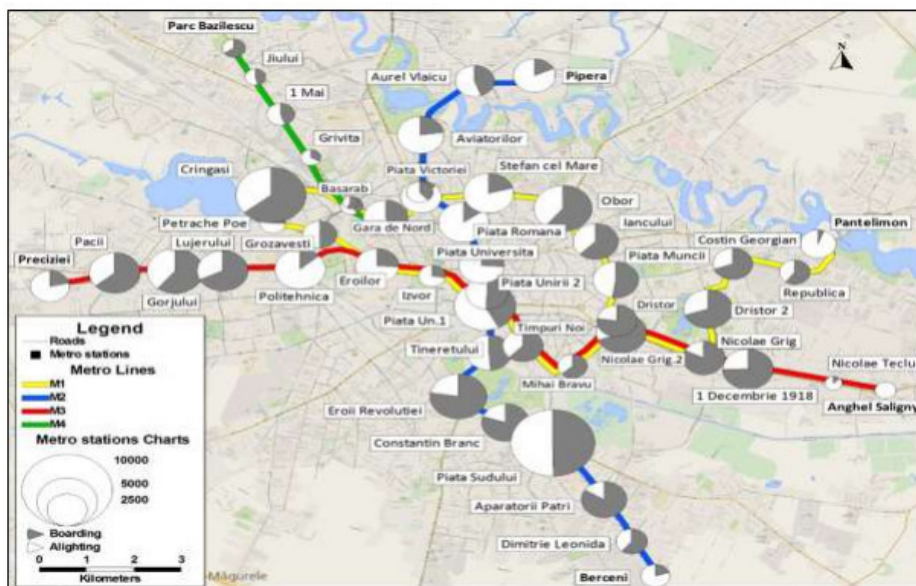 Parc Bazilescu
Jiului
1 Mai
Grivita
Aurel Vlaicu
Pipera
N
Aviatorilor
Cringasi
Piata Victoriei
Stefan cel Mare
Basarab
Obor
Petrache Poe
Gara de Nord
Piata Romana
Iancului
Pantelimon
Pacii
Lujerului
Grozavesti
Piata Universita
Costin Georgian
Piata Muncii
Preciziei
Gorjului
Politehnica
Eroilor
Izvor
Piata Unirii 2
Republica
Dristor
Dristor 2
Piata Un.1
Timpuri Noi
Nicolae Grig
Tineretului
Mihai Bravu
Nicolae Grig.2
Nicolae Teclu
1 Decembrie 1918
Anghel Saligny
Eroii Revolutiei
Constantin Branc
Piata Sudului
Aparatorii Patri
Dimitrie Leonida
Berceni
Legend
Roads
Metro stations
Metro Lines
M1
M2
M3
M4
Metro stations Charts
10000
5000
2500
Boarding
Alighting
0 1 2 3
Kilometers
-Măgurele